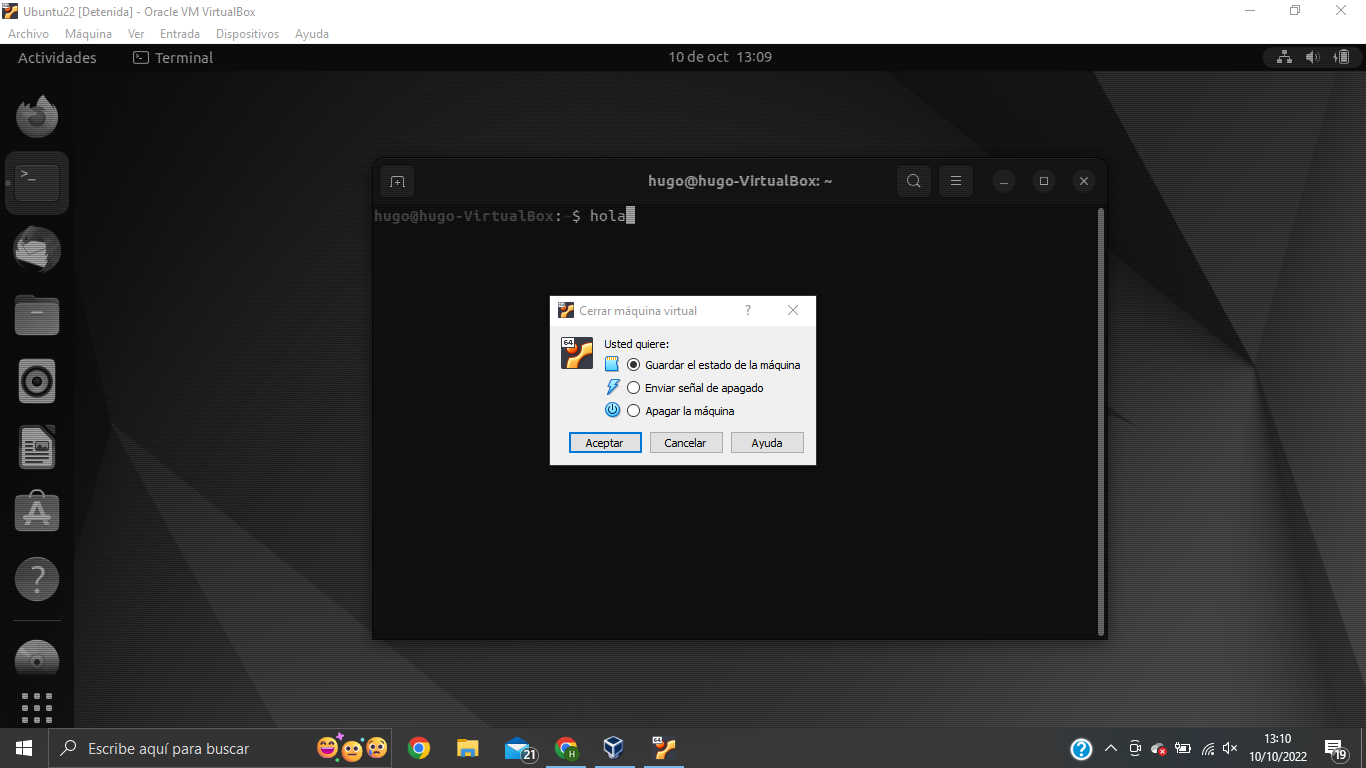 Ubuntu22 [Detenida] - Oracle VM VirtualBox
Archivo Máquina Ver Entrada Dispositivos Ayuda
Actividades Terminal 10 de oct 13:09
hugo@hugo-VirtualBox: ~
hugo@hugo-VirtualBox:~$ hola
Cerrar máquina virtual ?
64
Usted quiere:
Guardar el estado de la máquina
Enviar señal de apagado
Apagar la máquina
Aceptar Cancelar Ayuda
Escribe aquí para buscar
21
H
64
13:10
10/10/2022
19